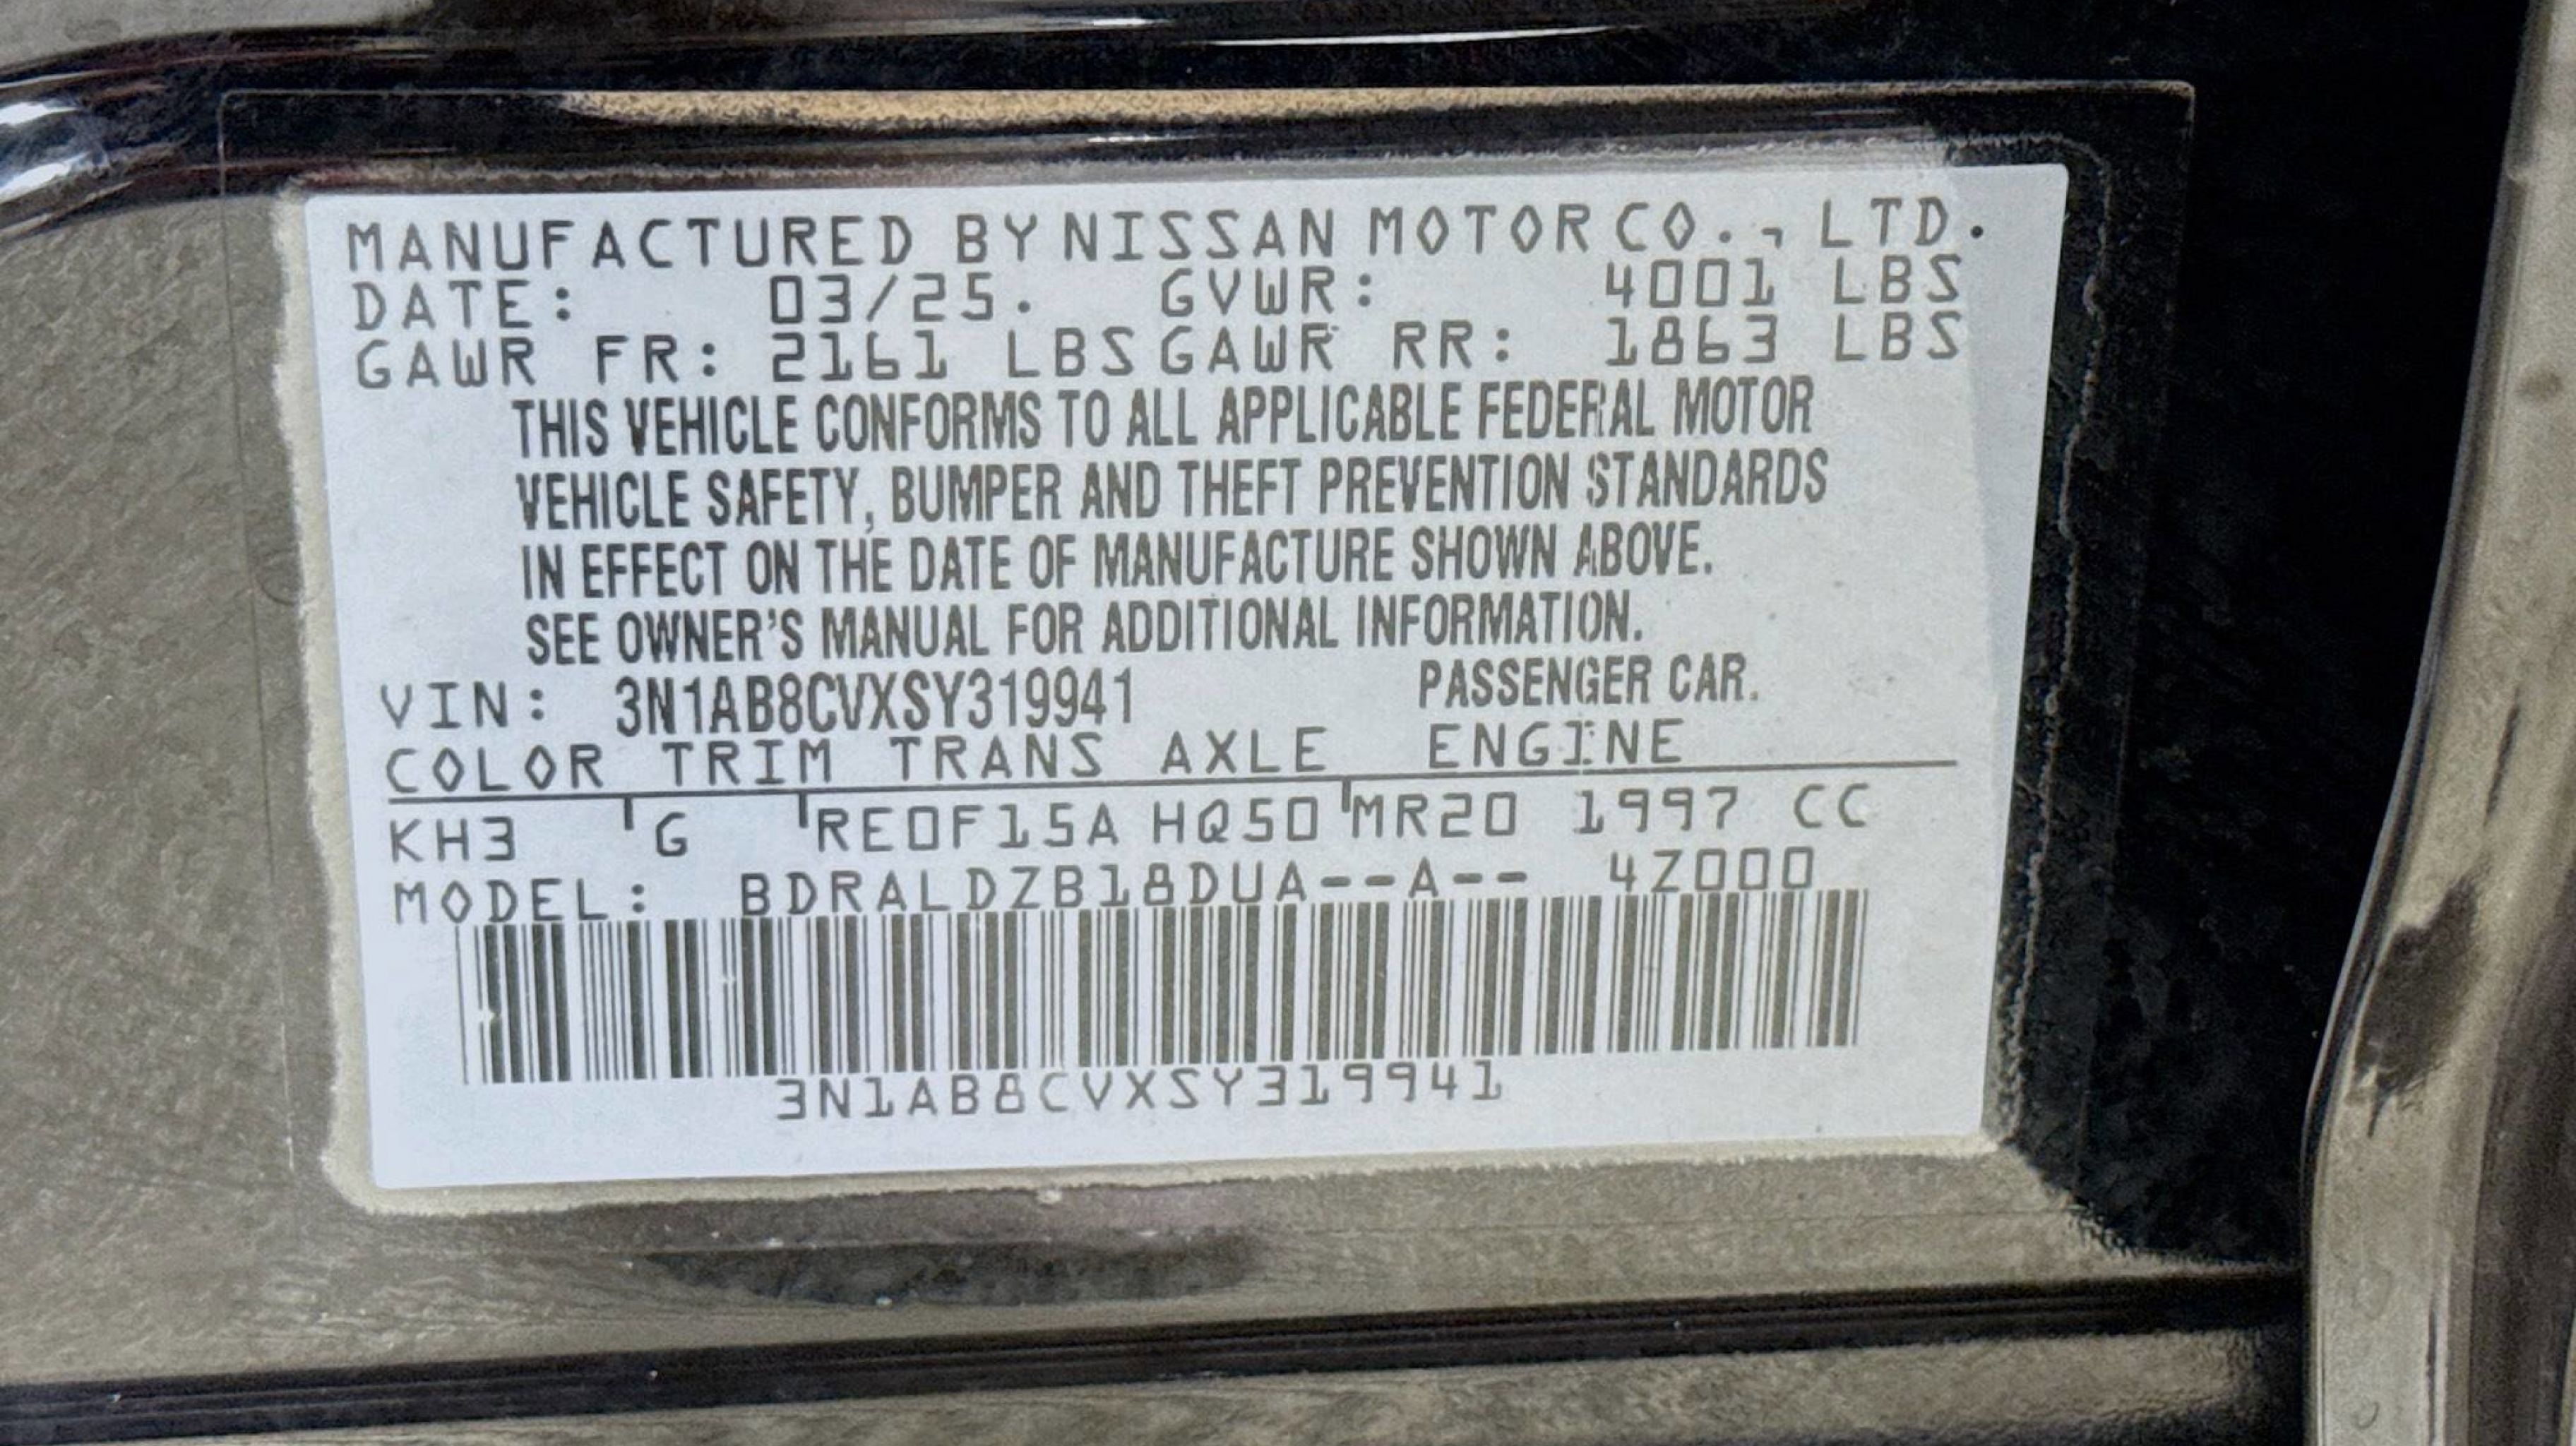 MANUFACTURED BY NISSAN MOTOR CO., LTD.
DATE: 03/25. GVWR: 4001 LBS
GAWR FR: 2161 LBS GAWR RR: 1863 LBS
THIS VEHICLE CONFORMS TO ALL APPLICABLE FEDERAL MOTOR
VEHICLE SAFETY, BUMPER AND THEFT PREVENTION STANDARDS
IN EFFECT ON THE DATE OF MANUFACTURE SHOWN ABOVE.
SEE OWNER'S MANUAL FOR ADDITIONAL INFORMATION.
VIN: 3N1AB8CVXSY319941 PASSENGER CAR.
COLOR TRIM TRANS AXLE ENGINE
KH3 G RE0F15A HQ50 MR20 1997 CC
MODEL: BDRALDZB18DUA--A-- 4Z000
3N1AB8CVXSY319941